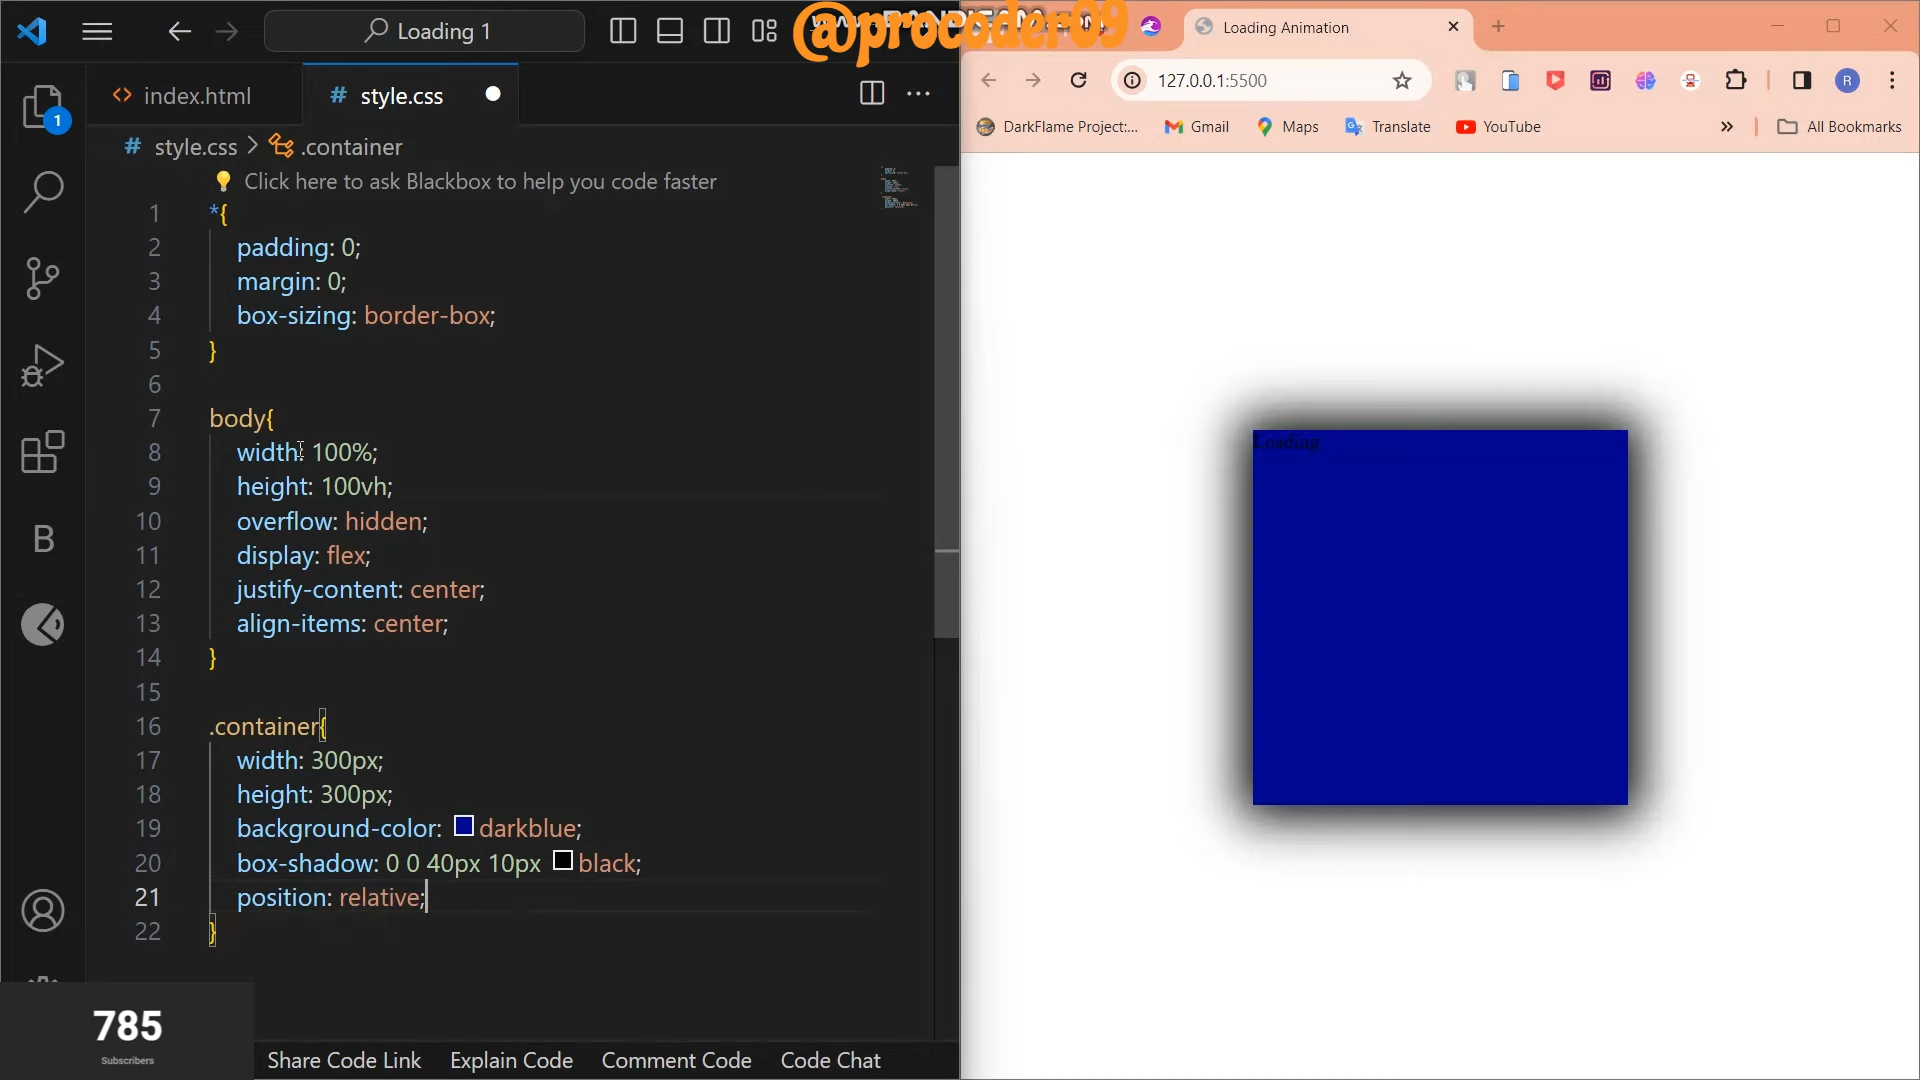 Loading 1
@procoder09
Loading Animation
127.0.0.1:5500
DarkFlame Project:...
Gmail
Maps
Translate
YouTube
All Bookmarks
R
index.html
# style.css
1
# style.css > .container
Click here to ask Blackbox to help you code faster
1 *{
2 padding: 0;
3 margin: 0;
4 box-sizing: border-box;
5 }
6
7 body{
8 width: 100%;
9 height: 100vh;
10 overflow: hidden;
11 display: flex;
12 justify-content: center;
13 align-items: center;
14 }
15
16 .container{
17 width: 300px;
18 height: 300px;
19 background-color: darkblue;
20 box-shadow: 0 0 40px 10px black;
21 position: relative;
22 }
B
Loading
785
Subscribers
Share Code Link
Explain Code
Comment Code
Code Chat